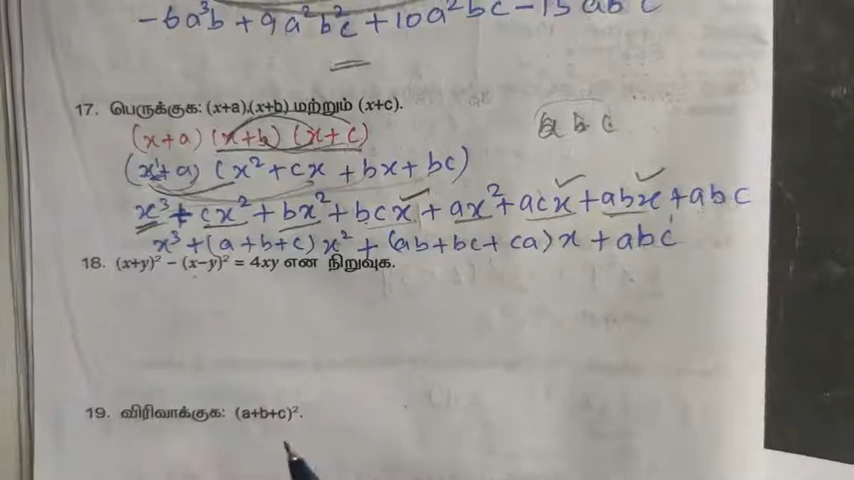 -6a³b + 9a²b²c + 10a²bc - 15ab²c
17. பெருக்குக: (x+a),(x+b) மற்றும் (x+c).
(x+a) (x+b) (x+c)
a b c
(x+a) (x² + cx + bx + bc)
x³ + cx² + bx² + bcx + ax² + acx + abx + abc
x³ + (a+b+c) x² + (ab+bc+ca)x + abc
18. (x+y)² – (x–y)² = 4xy என நிறுவுக.
19. விரிவாக்குக: (a+b+c)².